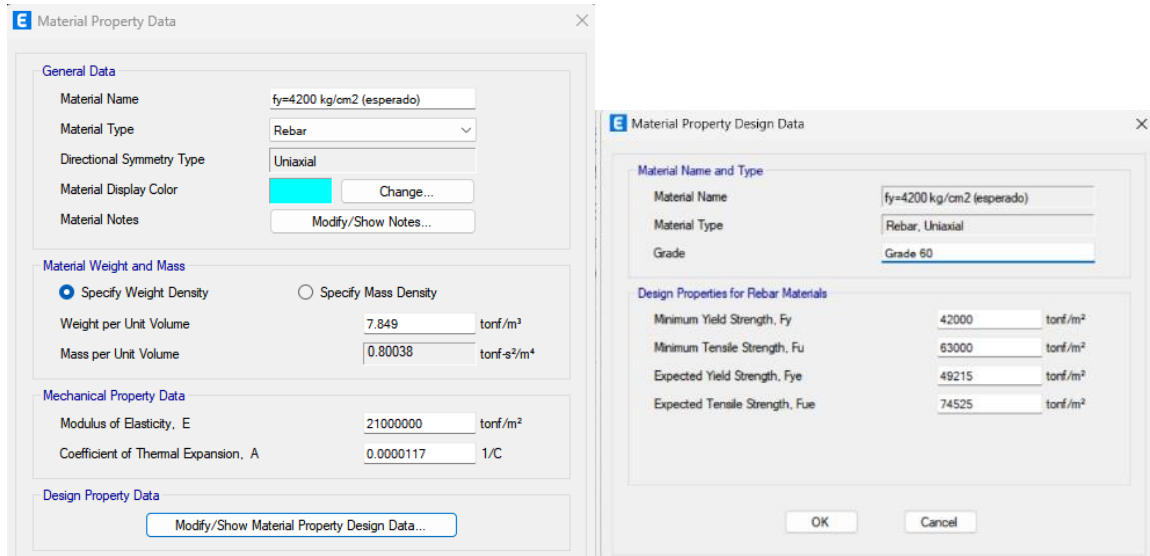 E Material Property Data
General Data
Material Name fy=4200 kg/cm2 (esperado)
Material Type Rebar
Directional Symmetry Type Uniaxial
Material Display Color Change...
Material Notes Modify/Show Notes...
Material Weight and Mass
Specify Weight Density Specify Mass Density
Weight per Unit Volume 7.849 tonf/m³
Mass per Unit Volume 0.80038 tonf-s²/m⁴
Mechanical Property Data
Modulus of Elasticity, E 21000000 tonf/m²
Coefficient of Thermal Expansion, A 0.0000117 1/C
Design Property Data
Modify/Show Material Property Design Data...
E Material Property Design Data
Material Name and Type
Material Name fy=4200 kg/cm2 (esperado)
Material Type Rebar, Uniaxial
Grade Grade 60
Design Properties for Rebar Materials
Minimum Yield Strength, Fy 42000 tonf/m²
Minimum Tensile Strength, Fu 63000 tonf/m²
Expected Yield Strength, Fye 49215 tonf/m²
Expected Tensile Strength, Fue 74525 tonf/m²
OK Cancel